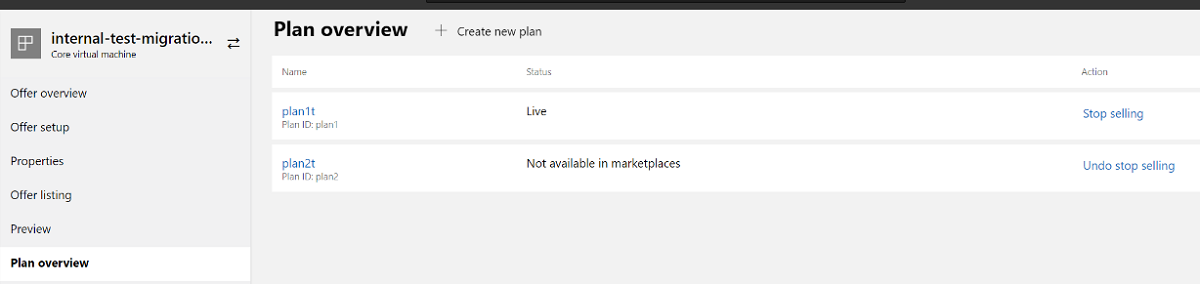 internal-test-migratio...
Core virtual machine
Offer overview
Offer setup
Properties
Offer listing
Preview
Plan overview
Plan overview
+ Create new plan
Name Status Action
plan1t Live Stop selling
Plan ID: plan1
plan2t Not available in marketplaces Undo stop selling
Plan ID: plan2